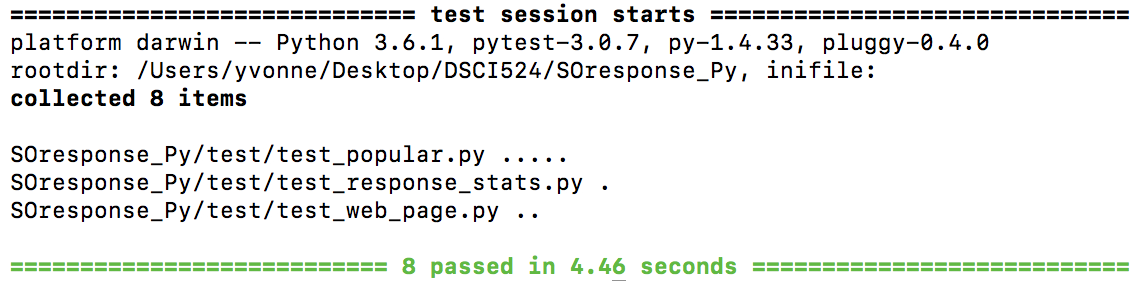 ============================= test session starts ==============================
platform darwin -- Python 3.6.1, pytest-3.0.7, py-1.4.33, pluggy-0.4.0
rootdir: /Users/yvonne/Desktop/DSCI524/SOresponse_Py, inifile:
collected 8 items

SOresponse_Py/test/test_popular.py .....
SOresponse_Py/test/test_response_stats.py .
SOresponse_Py/test/test_web_page.py ..

=========================== 8 passed in 4.46 seconds ===========================